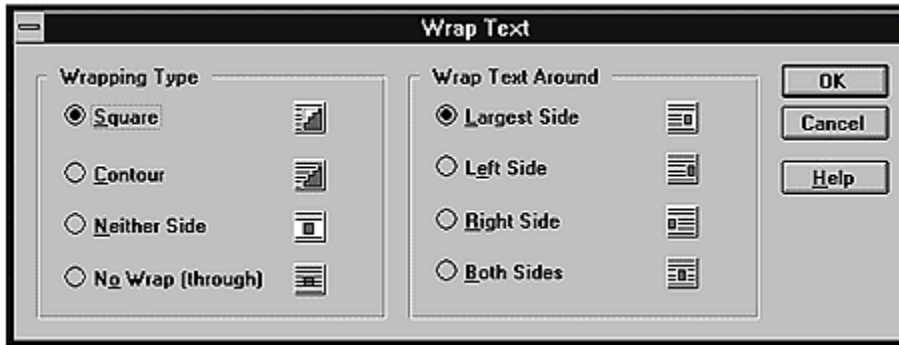 Wrap Text
Wrapping Type
Square
Contour
Neither Side
No Wrap (through)
Wrap Text Around
Largest Side
Left Side
Right Side
Both Sides
OK
Cancel
Help